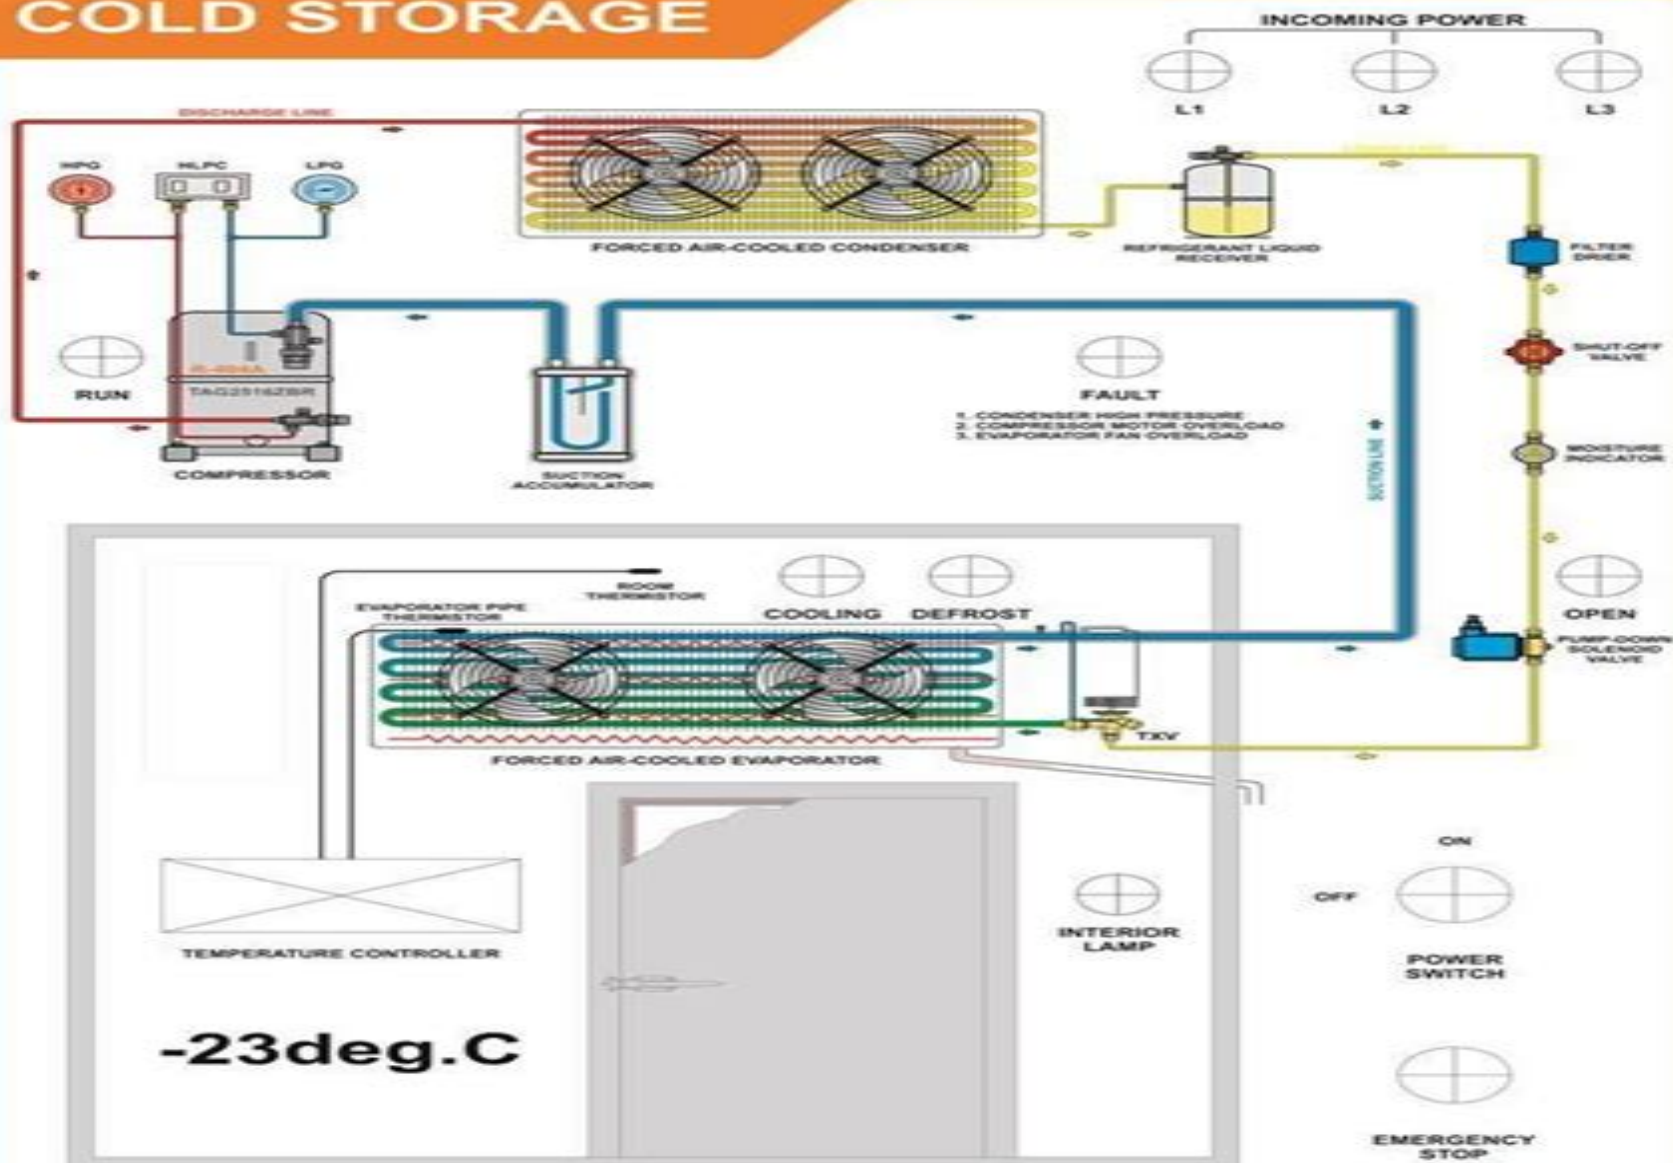 COLD STORAGE
INCOMING POWER
L1
L2
L3
DISCHARGE LINE
HPG
HLPC
LPG
FORCED AIR-COOLED CONDENSER
REFRIGERANT LIQUID
RECEIVER
FILTER
DRIER
SHUT-OFF
VALVE
RUN
R-404A
TAG2516ZBR
COMPRESSOR
SUCTION
ACCUMULATOR
FAULT
1. CONDENSER HIGH PRESSURE
2. COMPRESSOR MOTOR OVERLOAD
3. EVAPORATOR FAN OVERLOAD
SUCTION LINE
MOISTURE
INDICATOR
ROOM
THERMISTOR
COOLING
DEFROST
OPEN
EVAPORATOR PIPE
THERMISTOR
PUMP-DOWN
SOLENOID
VALVE
TXV
FORCED AIR-COOLED EVAPORATOR
ON
OFF
POWER
SWITCH
INTERIOR
LAMP
TEMPERATURE CONTROLLER
-23deg.C
EMERGENCY
STOP